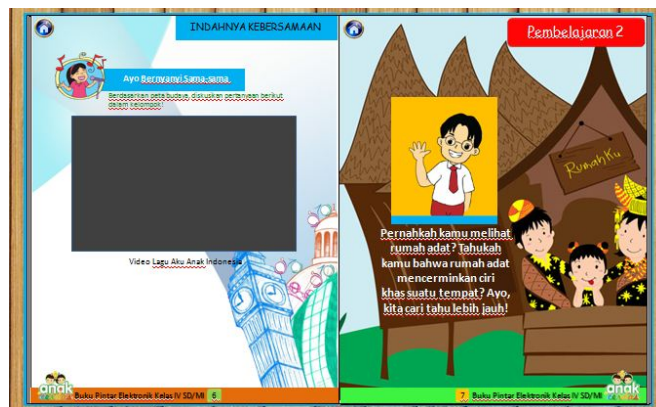 INDAHNYA KEBERSAMAAN
Ayo Bernyanyi Sama-sama
Berdasarkan peta budaya, diskusikan pertanyaan berikut
dalam kelompok!
Video Lagu Aku Anak Indonesia
anak
Buku Pintar Elektronik Kelas IV SD/MI 6
Pembelajaran 2
RumahKu
Pernahkah kamu melihat
rumah adat? Tahukah
kamu bahwa rumah adat
mencerminkan ciri
khas suatu tempat? Ayo,
kita cari tahu lebih jauh!
7 Buku Pintar Elektronik Kelas IV SD/MI
anak